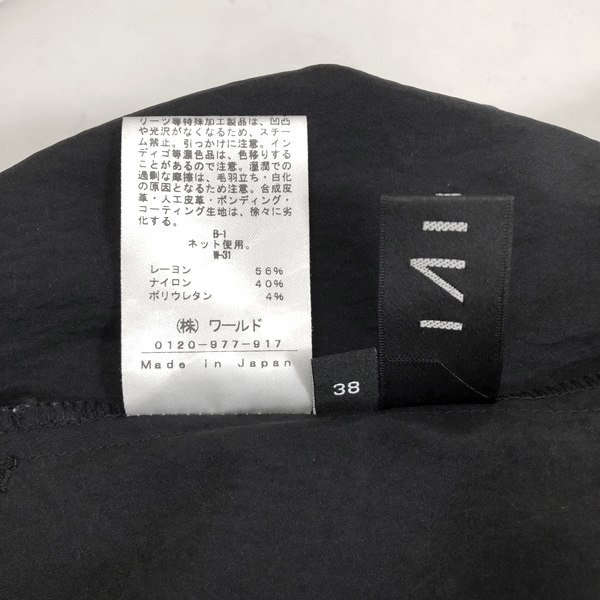 リーツ等特殊加工製品は、凹凸
や光沢がなくなるため、スチー
ム禁止。引っかけに注意。イン
ディゴ等濃色品は、色移りする
ことがあるので注意。湿潤での
過剰な摩擦は、毛羽立ち・白化
の原因となるため注意。合成皮
革・人工皮革・ボンディング・
コーティング生地は、徐々に劣
化する。
B-1
ネット使用。
W-31
レーヨン 56%
ナイロン 40%
ポリウレタン 4%
(株) ワールド
0120-977-917
Made in Japan
38